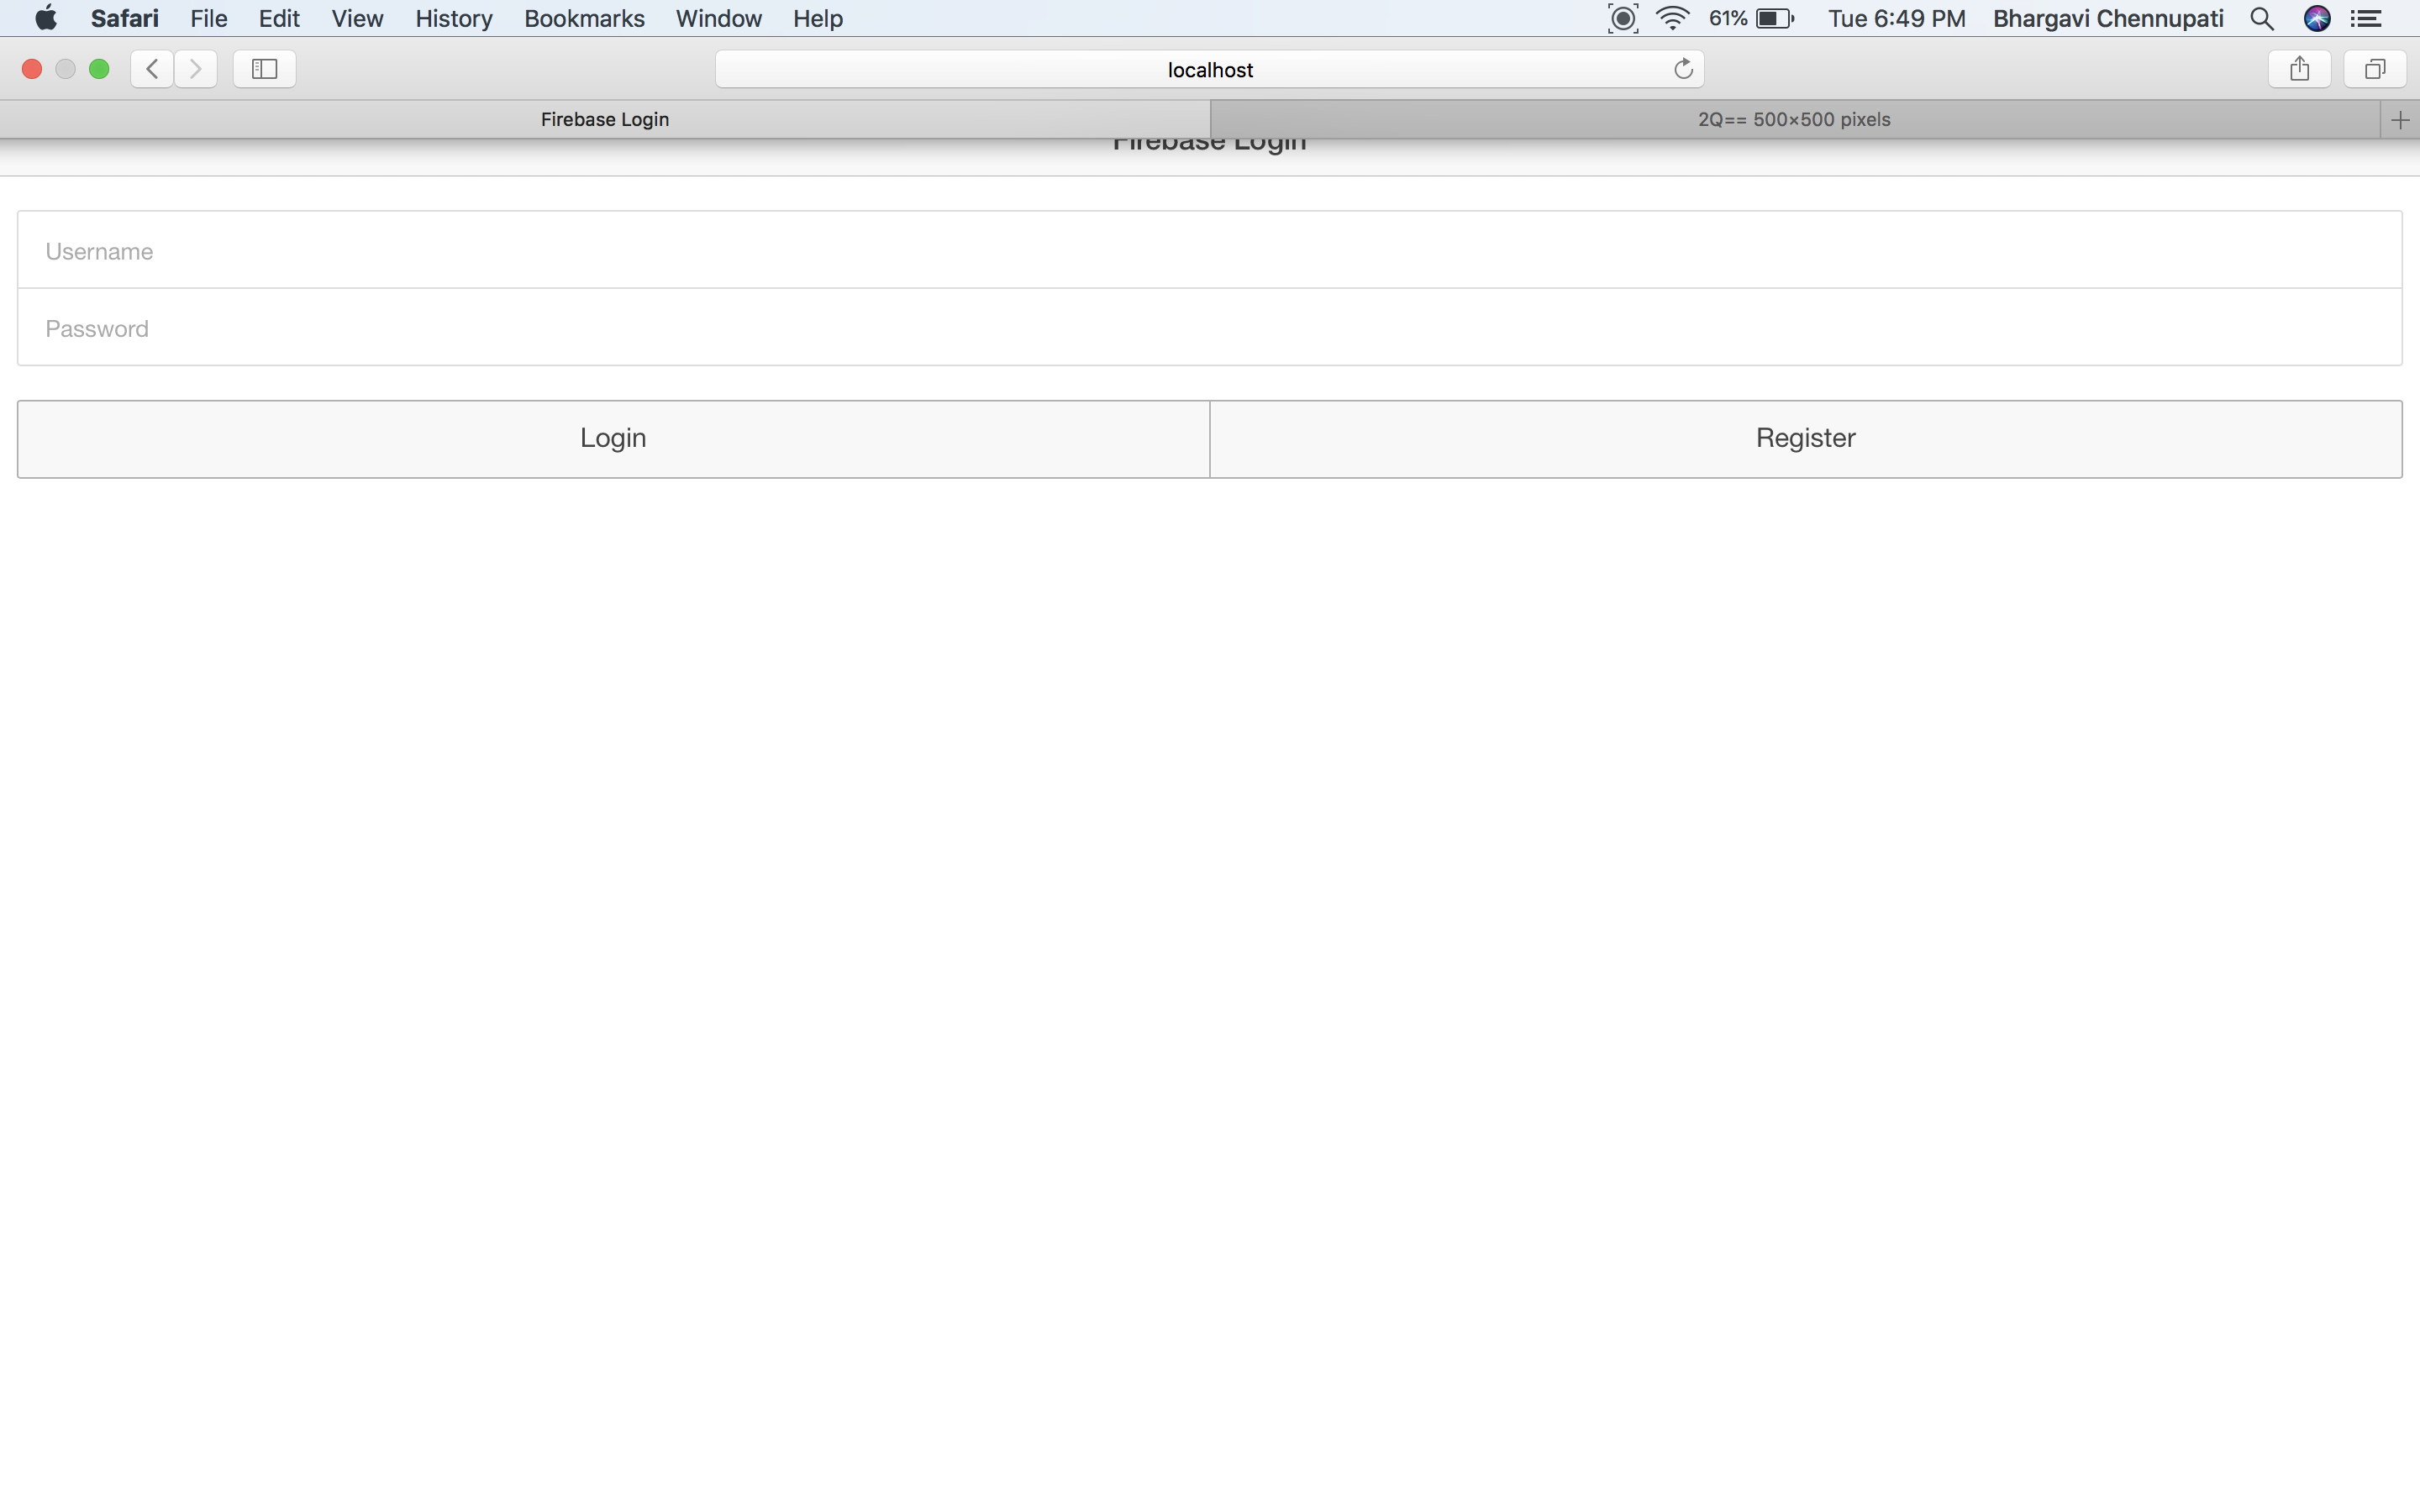 Safari File Edit View History Bookmarks Window Help 61% Tue 6:49 PM Bhargavi Chennupati
localhost
Firebase Login 2Q== 500×500 pixels
Firebase Login
Username
Password
Login Register